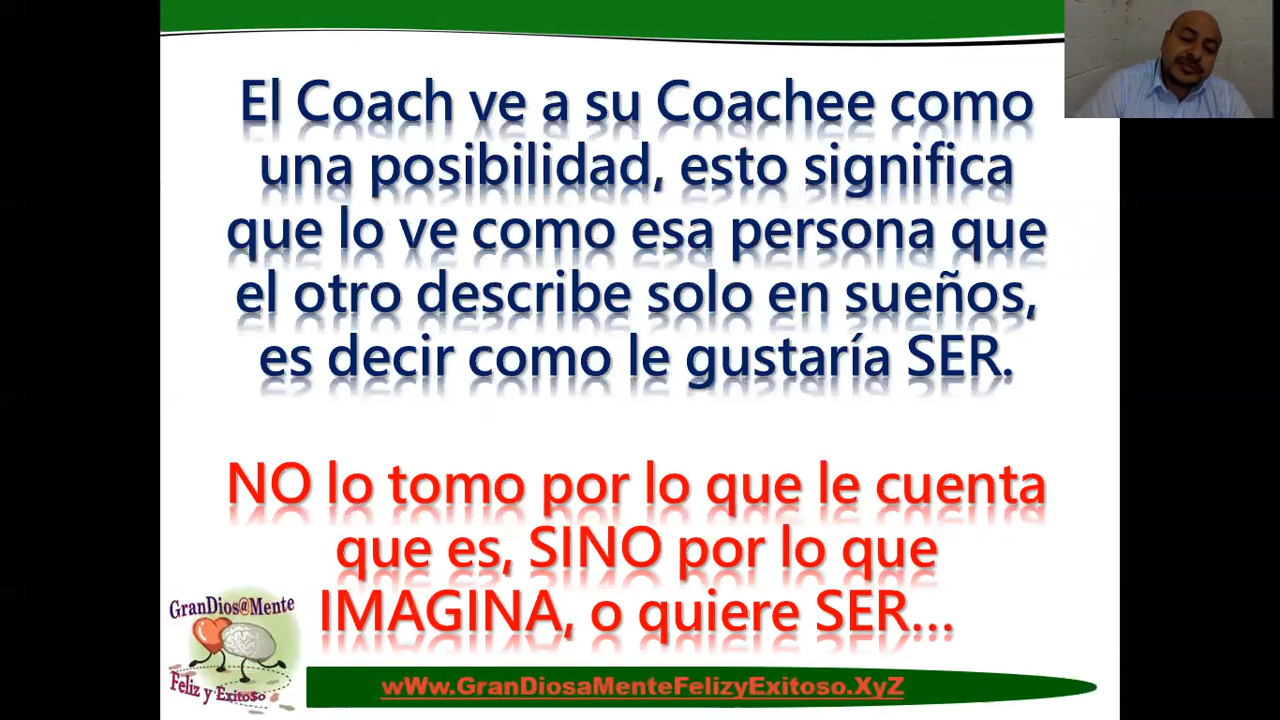 El Coach ve a su Coachee como
una posibilidad, esto significa
que lo ve como esa persona que
el otro describe solo en sueños,
es decir como le gustaría SER.
NO lo tomo por lo que le cuenta
que es, SINO por lo que
IMAGINA, o quiere SER...
GranDios@Mente
Feliz y Exito$o
wWw.GranDiosaMenteFelizyExitoso.XyZ